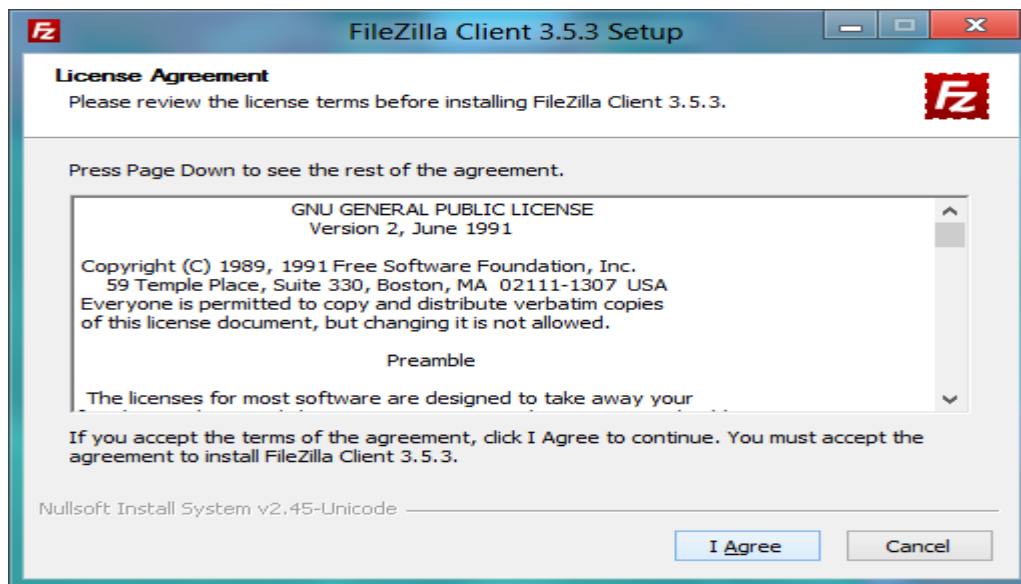 FileZilla Client 3.5.3 Setup
License Agreement
Please review the license terms before installing FileZilla Client 3.5.3.
Fz
Press Page Down to see the rest of the agreement.
GNU GENERAL PUBLIC LICENSE
Version 2, June 1991
Copyright (C) 1989, 1991 Free Software Foundation, Inc.
59 Temple Place, Suite 330, Boston, MA 02111-1307 USA
Everyone is permitted to copy and distribute verbatim copies
of this license document, but changing it is not allowed.
Preamble
The licenses for most software are designed to take away your
If you accept the terms of the agreement, click I Agree to continue. You must accept the
agreement to install FileZilla Client 3.5.3.
Nullsoft Install System v2.45-Unicode
I Agree
Cancel